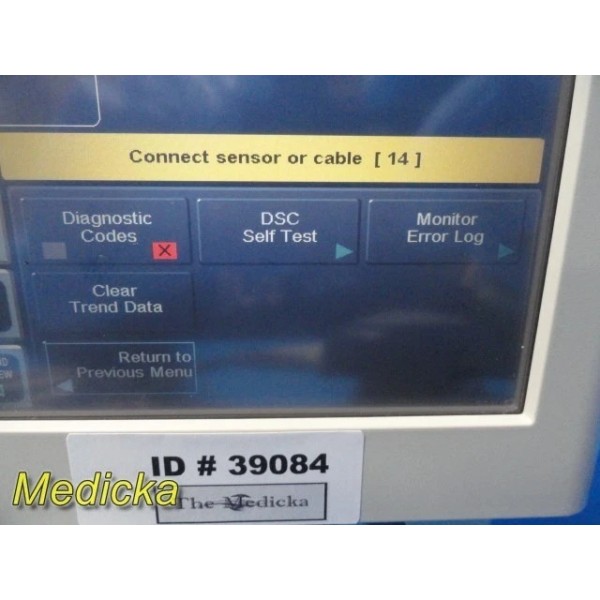 Connect sensor or cable [ 14 ]
Diagnostic
Codes
X
DSC
Self Test
Monitor
Error Log
Clear
Trend Data
Return to
Previous Menu
ID # 39084
The Medicka
Medicka